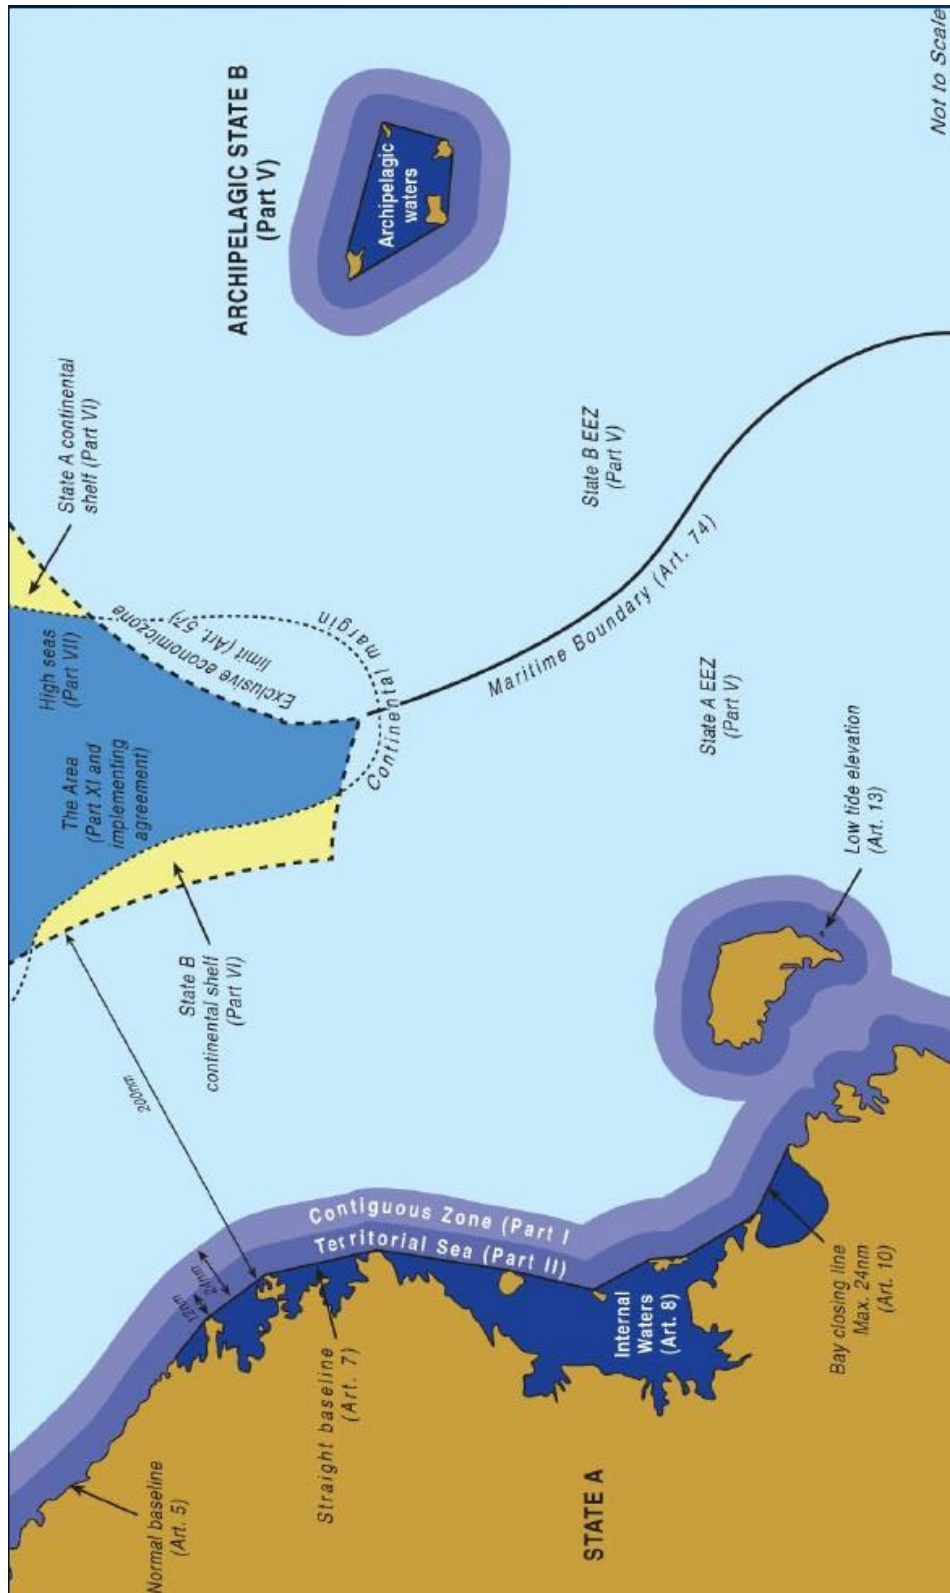 Normal baseline
(Art. 5)
Straight baseline
(Art. 7)
STATE A
12nm
24nm
200nm
Contiguous Zone (Part I
Territorial Sea (Part II)
Internal
Waters
(Art. 8)
Bay closing line
Max. 24nm
(Art. 10)
Low tide elevation
(Art. 13)
State B
continental shelf
(Part VI)
The Area
(Part XI and
implementing
agreement)
High seas
(Part VII)
Exclusive economiczone
limit (Art. 57)
Continental margin
State A continental
shelf (Part VI)
State A EEZ
(Part V)
Maritime Boundary (Art. 74)
State B EEZ
(Part V)
ARCHIPELAGIC STATE B
(Part V)
Archipelagic
waters
Not to Scale